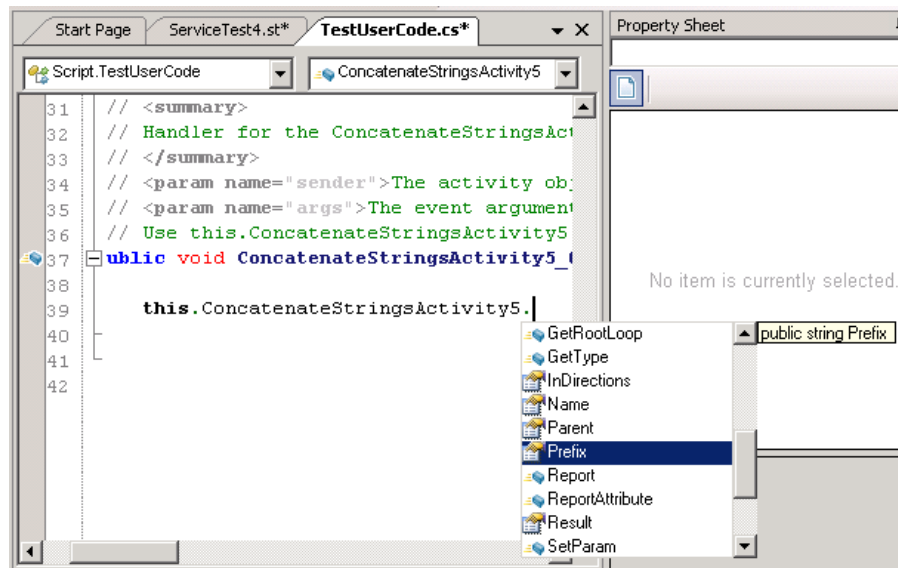 Start Page ServiceTest4.st* TestUserCode.cs* Property Sheet
Script.TestUserCode ConcatenateStringsActivity5
31 // <summary>
32 // Handler for the ConcatenateStringsAct
33 // </summary>
34 // <param name="sender">The activity obj
35 // <param name="args">The event argument
36 // Use this.ConcatenateStringsActivity5
37 ublic void ConcatenateStringsActivity5_
38
39 this.ConcatenateStringsActivity5.
40
41
42
No item is currently selected.
GetRootLoop
GetType
InDirections
Name
Parent
Prefix
Report
ReportAttribute
Result
SetParam
public string Prefix